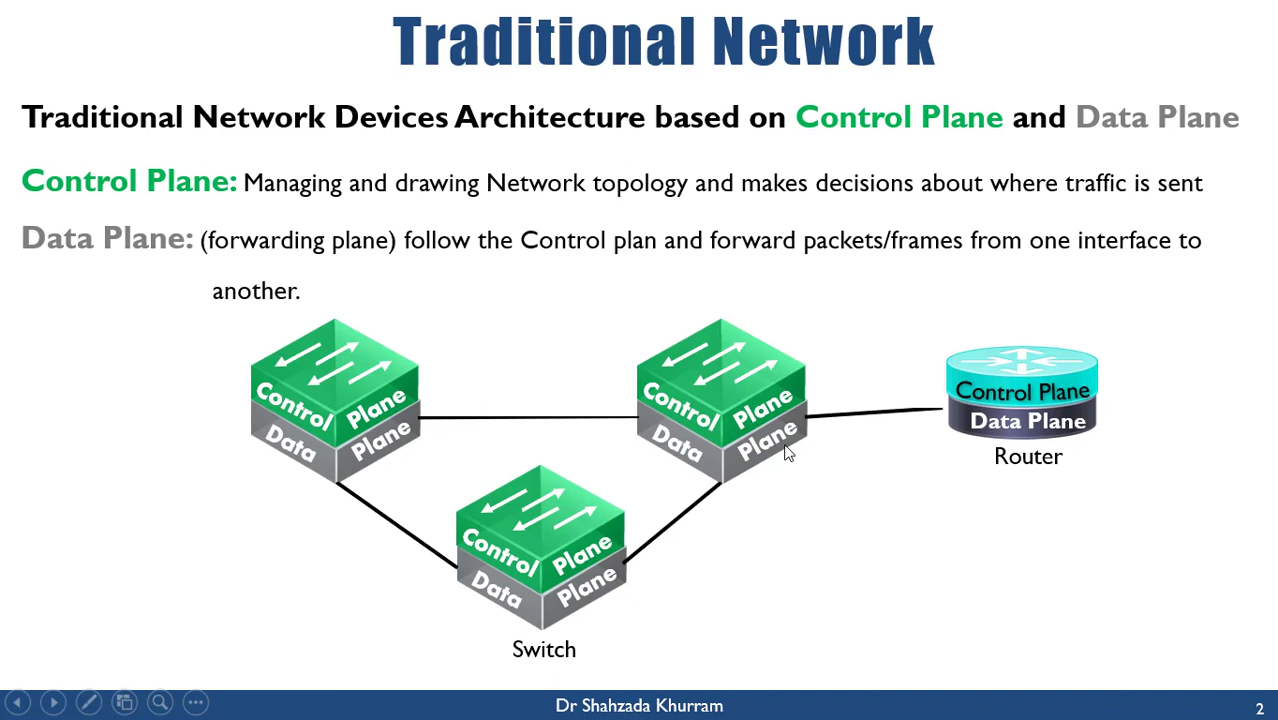 Traditional Network
Traditional Network Devices Architecture based on Control Plane and Data Plane
Control Plane: Managing and drawing Network topology and makes decisions about where traffic is sent
Data Plane: (forwarding plane) follow the Control plan and forward packets/frames from one interface to
another.
Control Plane
Data Plane
Control Plane
Data Plane
Control Plane
Data Plane
Router
Control Plane
Data Plane
Switch
Dr Shahzada Khurram
2